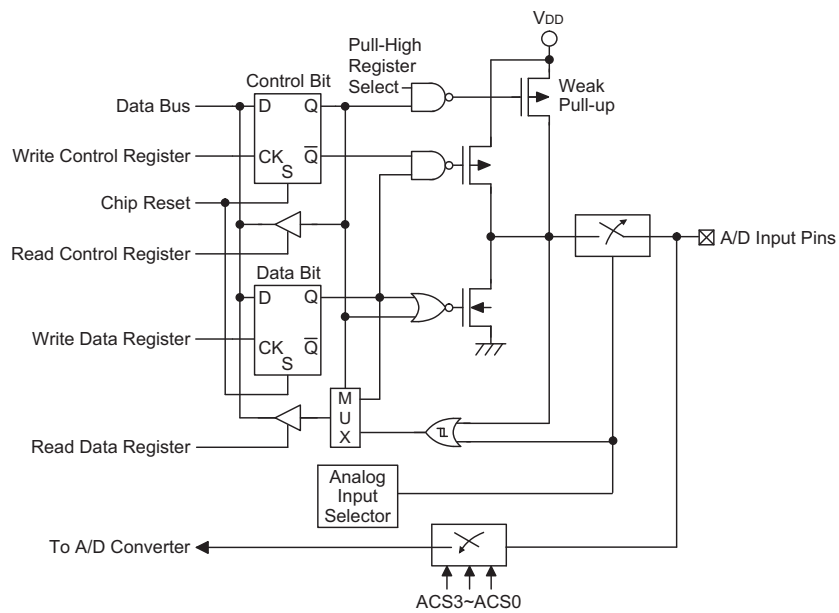 VDD
Pull-High
Register
Select
Weak
Pull-up
Control Bit
Data Bus
D
Q
Write Control Register
CK
Q̅
S
Chip Reset
Read Control Register
A/D Input Pins
Data Bit
D
Q
Write Data Register
CK
Q̅
S
M
U
X
Read Data Register
Analog
Input
Selector
To A/D Converter
ACS3~ACS0